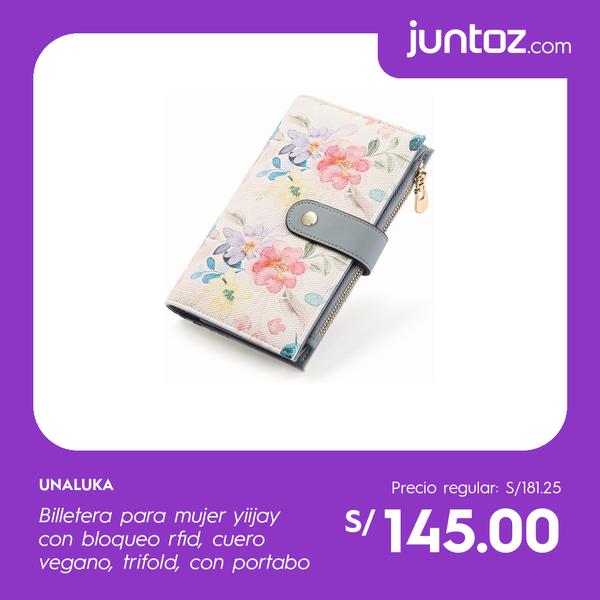 juntoz.com
UNALUKA
Billetera para mujer yiijay
con bloqueo rfid, cuero
vegano, trifold, con portabo
Precio regular: S/181.25
S/145.00